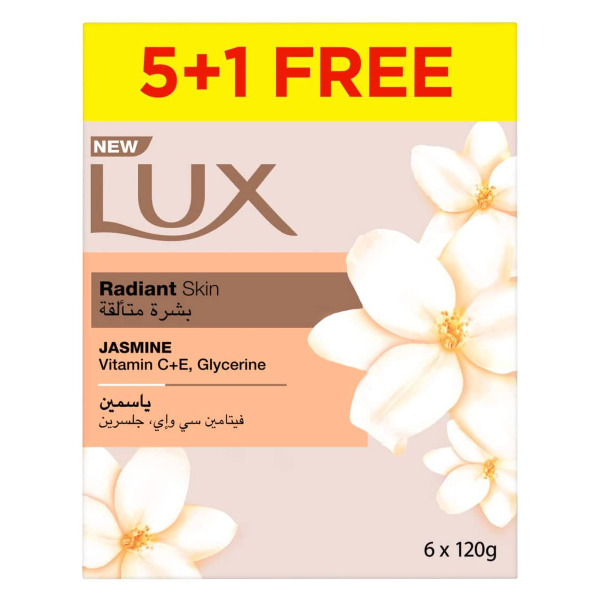 5+1 FREE
NEW
LUX
Radiant Skin
بشرة متألقة
JASMINE
Vitamin C+E, Glycerine
ياسمين
فيتامين سي وإي، جلسرين
6 x 120g